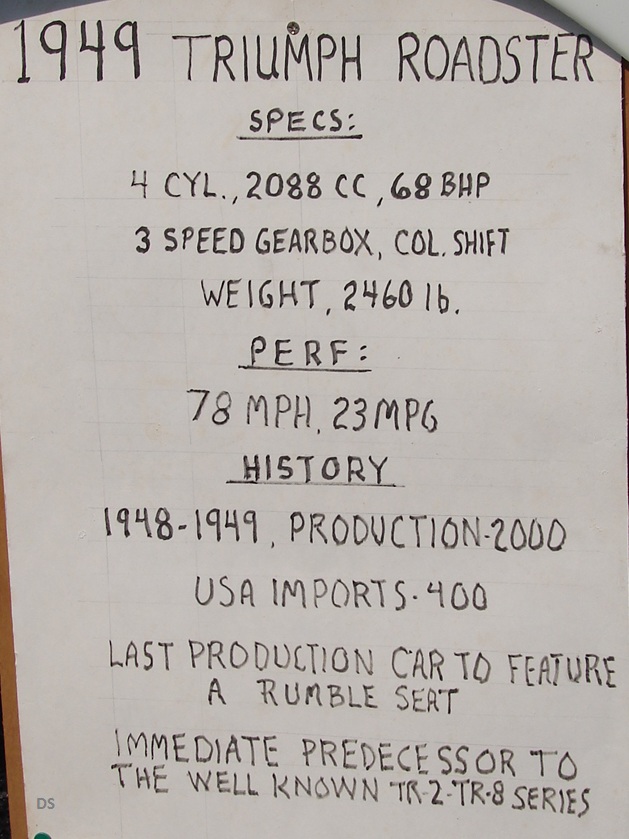 1949 TRIUMPH ROADSTER
SPECS:
4 CYL., 2088 CC, 68 BHP
3 SPEED GEARBOX, COL. SHIFT
WEIGHT, 2460 lb.
PERF:
78 MPH, 23 MPG
HISTORY
1948-1949, PRODUCTION-2000
USA IMPORTS-400
LAST PRODUCTION CAR TO FEATURE
A RUMBLE SEAT
IMMEDIATE PREDECESSOR TO
THE WELL KNOWN TR-2-TR-8 SERIES
DS